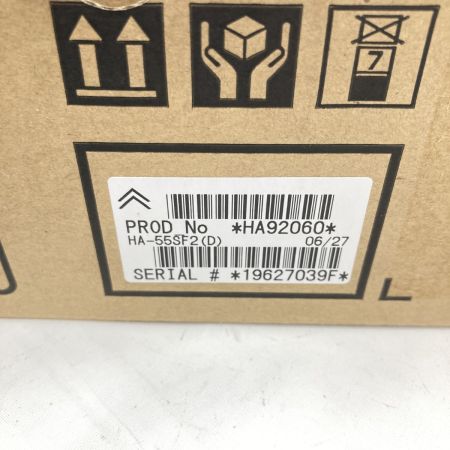 7
PROD No *HA92060*
HA-55SF2(D) 06/27
SERIAL # *19627039F*
L